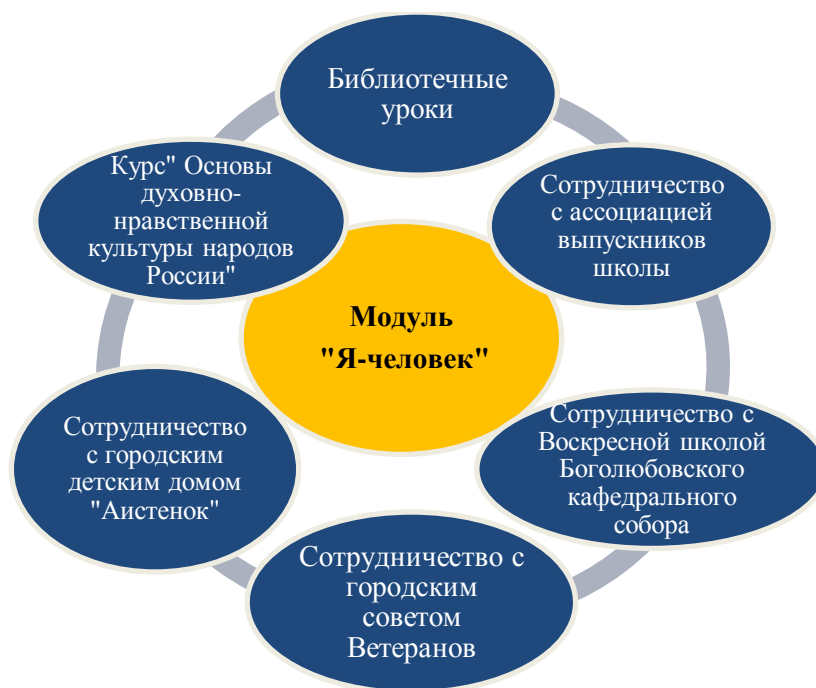 Библиотечные
уроки
Сотрудничество
с ассоциацией
выпускников
школы
Сотрудничество с
Воскресной школой
Боголюбовского
кафедрального
собора
Сотрудничество с
городским
советом
Ветеранов
Сотрудничество
с городским
детским домом
"Аистенок"
Курс" Основы
духовно-
нравственной
культуры народов
России"
Модуль
"Я-человек"